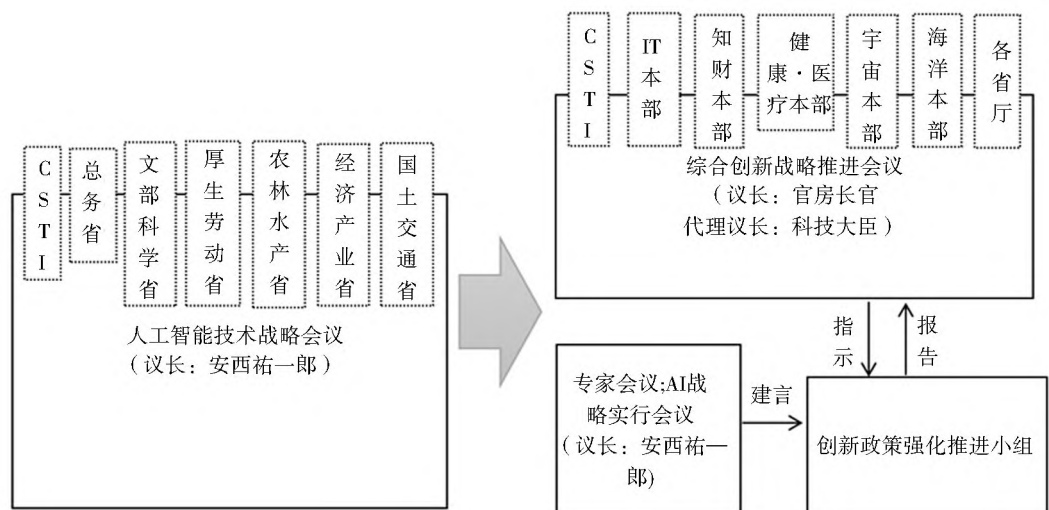 CSTI
总务省
文部科学省
厚生劳动省
农林水产省
经济产业省
国土交通省
人工智能技术战略会议
（议长：安西祐一郎）
CSTI
IT本部
知财本部
健
康·医
疗本部
宇宙本部
海洋本部
各省厅
综合创新战略推进会议
（议长：官房长官
代理议长：科技大臣）
指示
报告
专家会议;AI战
略实行会议
（议长：安西祐一
郎)
建言
创新政策强化推进小组